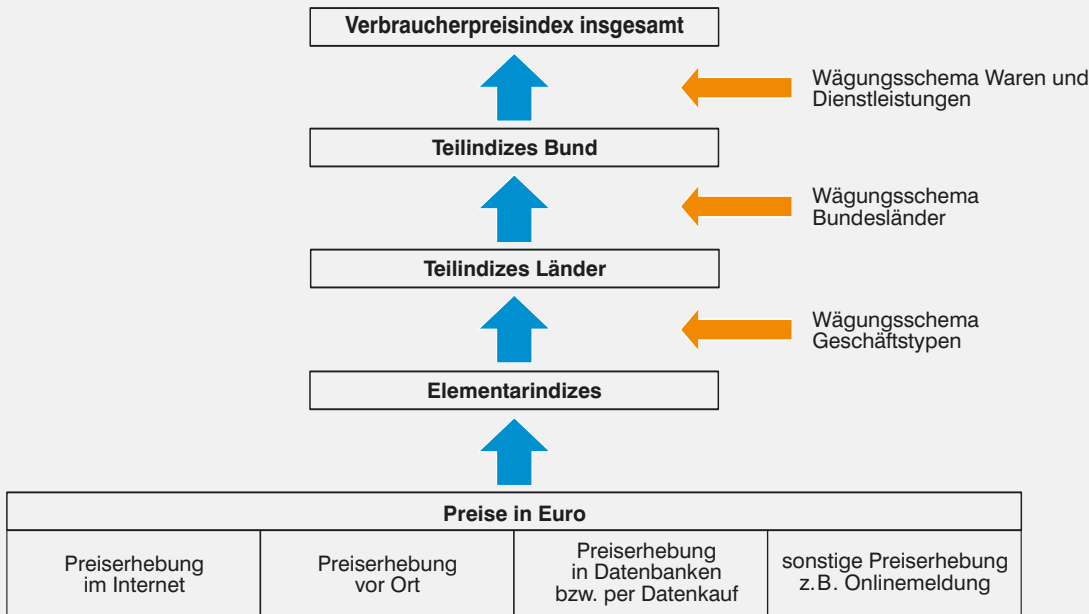 Verbraucherpreisindex insgesamt
Wägungsschema Waren und
Dienstleistungen
Teilindizes Bund
Wägungsschema
Bundesländer
Teilindizes Länder
Wägungsschema
Geschäftstypen
Elementarindizes
Preise in Euro
Preiserhebung
im Internet
Preiserhebung
vor Ort
Preiserhebung
in Datenbanken
bzw. per Datenkauf
sonstige Preiserhebung
z.B. Onlinemeldung